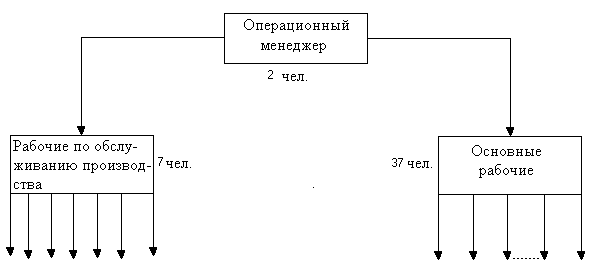 Операционный
менеджер
2 чел.
Рабочие по обслу-
живанию производ-
ства
7 чел.
37 чел.
Основные
рабочие